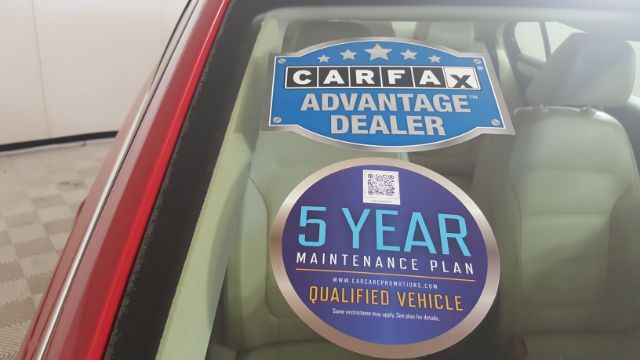 CARFAX®
ADVANTAGE™
DEALER
5 YEAR
MAINTENANCE PLAN
WWW.CARCAREPROMOTIONS.COM
QUALIFIED VEHICLE
Some restrictions may apply. See plan for details.